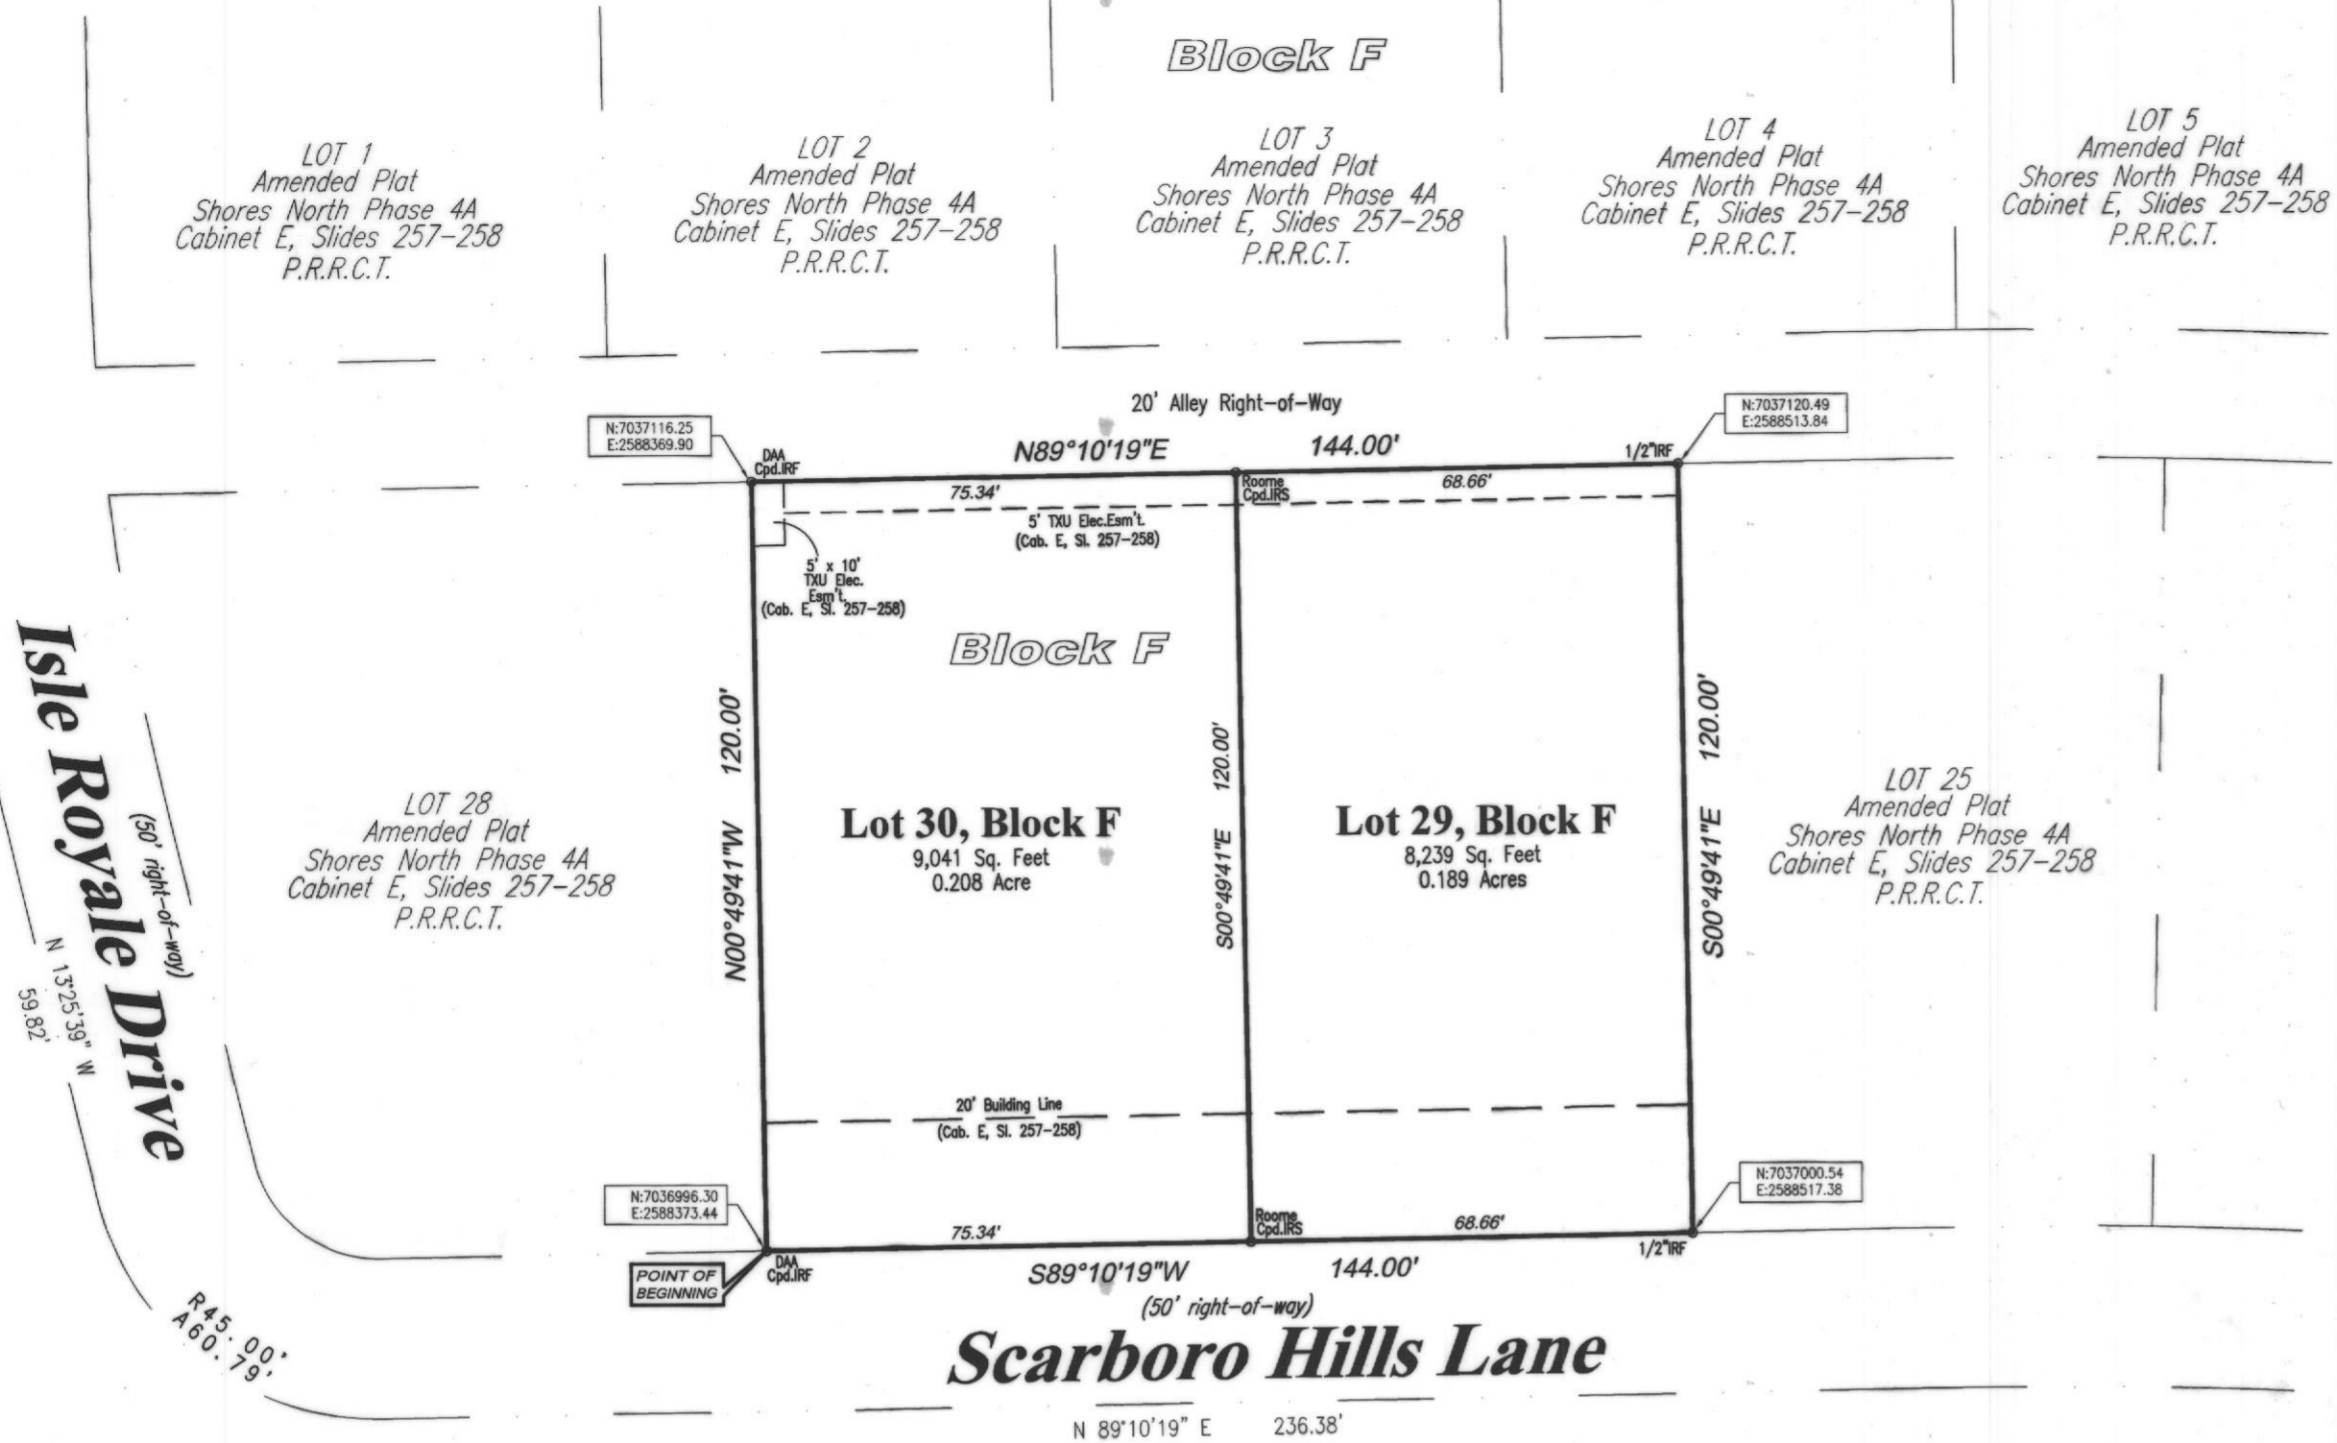 Block F
LOT 1
Amended Plat
Shores North Phase 4A
Cabinet E, Slides 257-258
P.R.R.C.T.
LOT 2
Amended Plat
Shores North Phase 4A
Cabinet E, Slides 257-258
P.R.R.C.T.
LOT 3
Amended Plat
Shores North Phase 4A
Cabinet E, Slides 257-258
P.R.R.C.T.
LOT 4
Amended Plat
Shores North Phase 4A
Cabinet E, Slides 257-258
P.R.R.C.T.
LOT 5
Amended Plat
Shores North Phase 4A
Cabinet E, Slides 257-258
P.R.R.C.T.
20' Alley Right-of-Way
N:7037116.25
E:2588369.90
N:7037120.49
E:2588513.84
DAA
Cpd.IRF
N89°10'19"E 144.00'
1/2"IRF
75.34'
Roome
Cpd.IRS
68.66'
5' TXU Elec.Esm't.
(Cab. E, Sl. 257-258)
5' x 10'
TXU Elec.
Esm't.
(Cab. E, Sl. 257-258)
Block F
Isle Royale Drive
(50' right-of-way)
N 13°25'39" W
59.82'
LOT 28
Amended Plat
Shores North Phase 4A
Cabinet E, Slides 257-258
P.R.R.C.T.
N00°49'41"W 120.00'
Lot 30, Block F
9,041 Sq. Feet
0.208 Acre
S00°49'41"E 120.00'
Lot 29, Block F
8,239 Sq. Feet
0.189 Acres
S00°49'41"E 120.00'
LOT 25
Amended Plat
Shores North Phase 4A
Cabinet E, Slides 257-258
P.R.R.C.T.
20' Building Line
(Cab. E, Sl. 257-258)
N:7036996.30
E:2588373.44
N:7037000.54
E:2588517.38
75.34'
Roome
Cpd.IRS
68.66'
POINT OF
BEGINNING
DAA
Cpd.IRF
S89°10'19"W 144.00'
1/2"IRF
(50' right-of-way)
Scarboro Hills Lane
R45.00'
A60.79'
N 89°10'19" E 236.38'